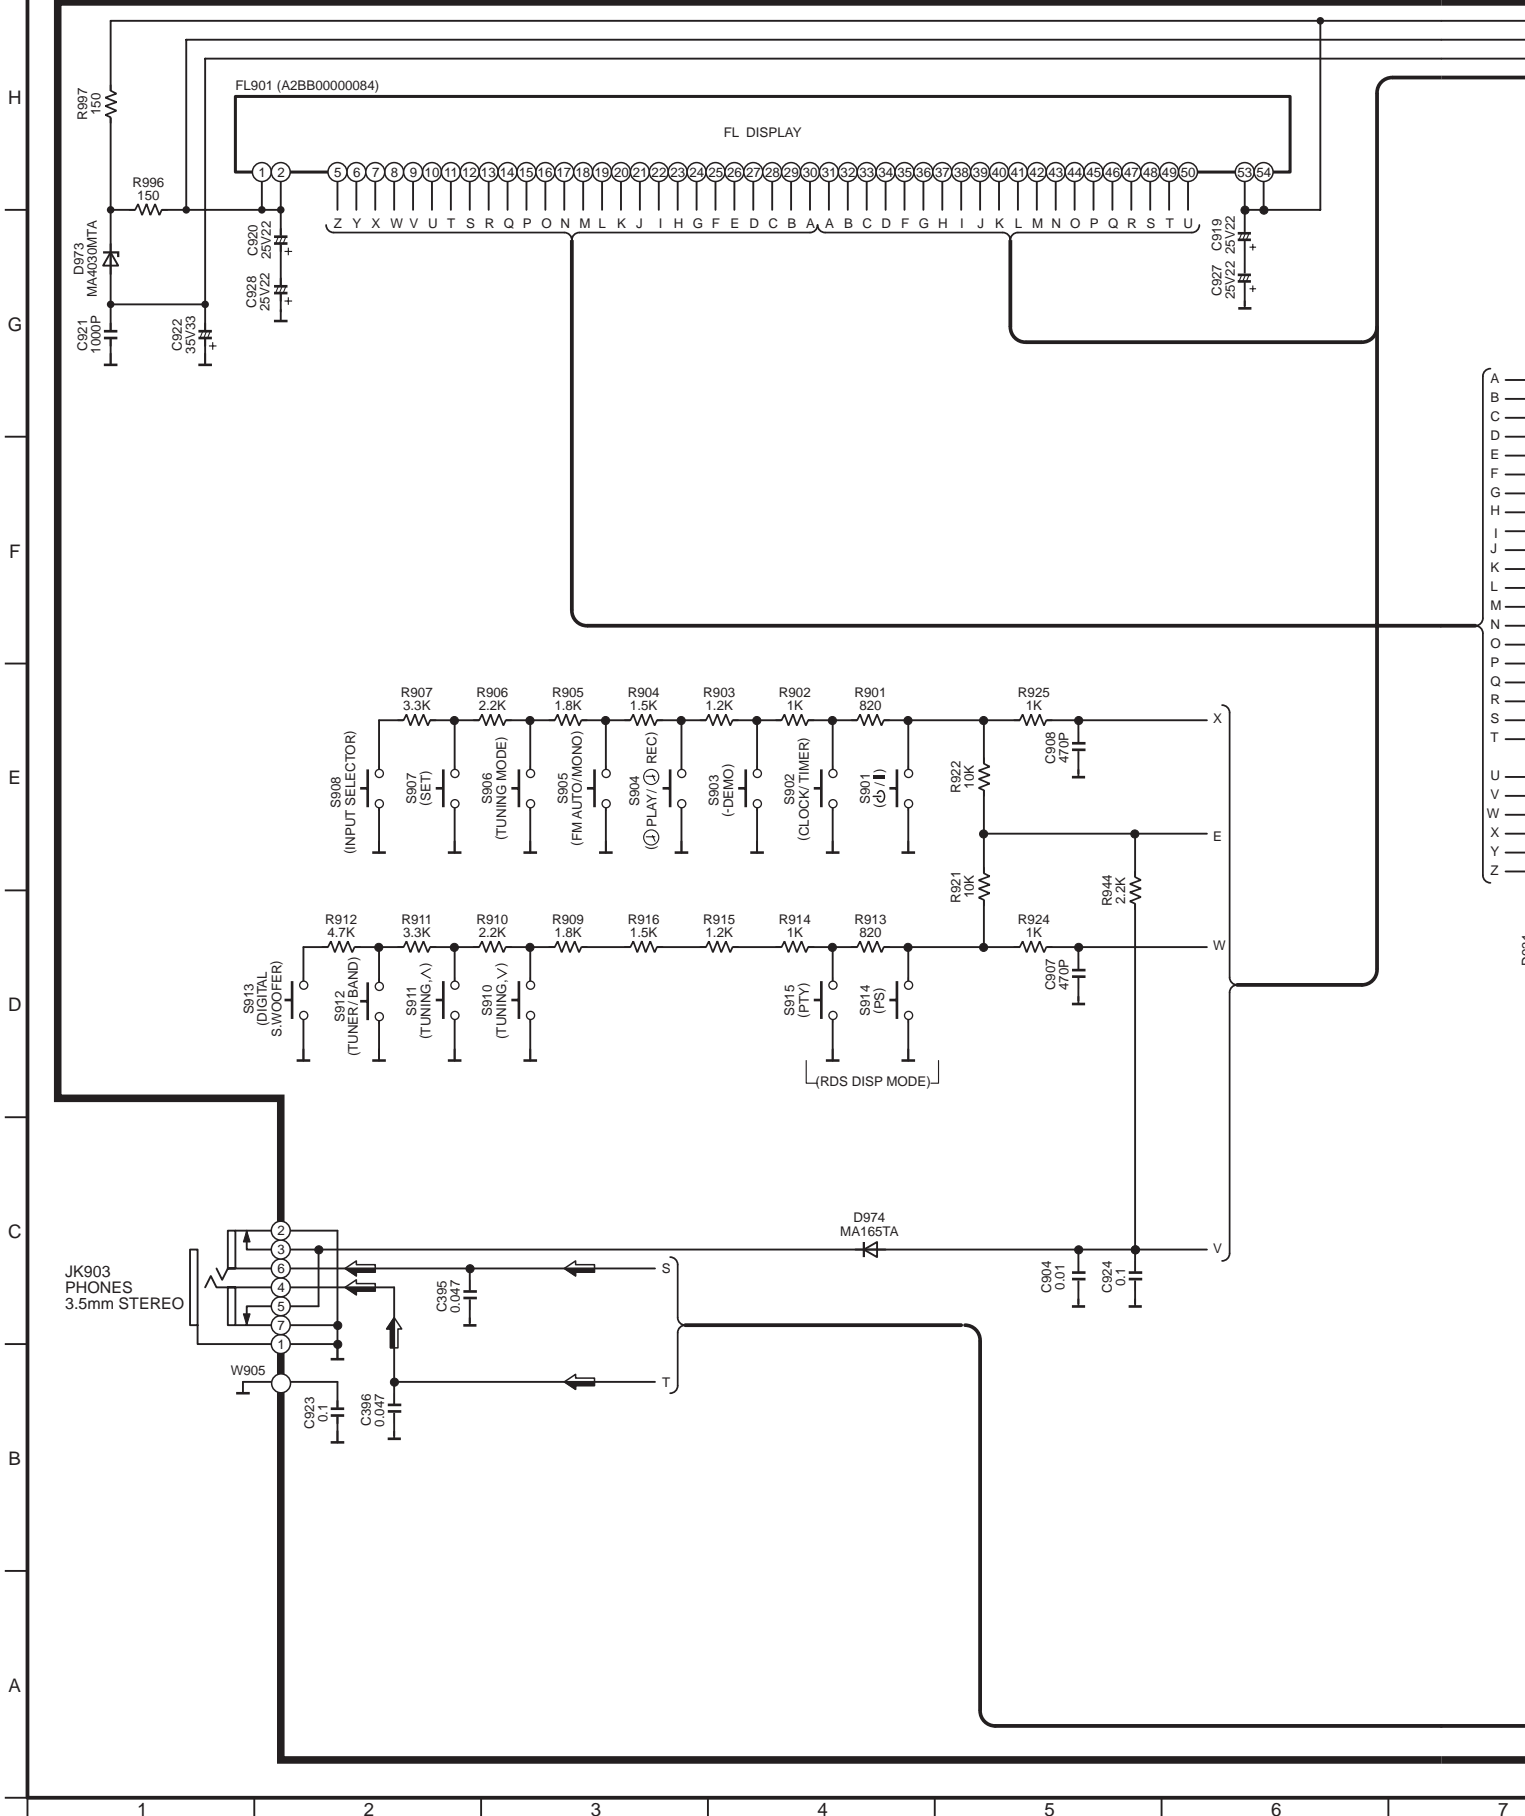 H
G
F
E
D
C
B
A
1 2 3 4 5 6 7
R997
150
R996
150
D973
MA4030MTA
C921
1000P
C922
35V33
FL901 (A2BB00000084)
FL DISPLAY
1 2 5 6 7 8 9 10 11 12 13 14 15 16 17 18 19 20 21 22 23 24 25 26 27 28 29 30 31 32 33 34 35 36 37 38 39 40 41 42 43 44 45 46 47 48 49 50 53 54
Z Y X W V U T S R Q P O N M L K J I H G F E D C B A A B C D F G H I J K L M N O P Q R S T U
C920
25V22
+
C928
25V22
+
C919
25V22
+
C927
25V22
+
+
A
B
C
D
E
F
G
H
I
J
K
L
M
N
O
P
Q
R
S
T
U
V
W
X
Y
Z
R907
3.3K
R906
2.2K
R905
1.8K
R904
1.5K
R903
1.2K
R902
1K
R901
820
R925
1K
X
S908
(INPUT SELECTOR)
S907
(SET)
S906
(TUNING MODE)
S905
(FM AUTO/MONO)
S904
(PLAY/ REC)
S903
(-DEMO)
S902
(CLOCK/TIMER)
S901
(⏻/I)
R922
10K
C908
470P
E
R921
10K
R944
2.2K
R912
4.7K
R911
3.3K
R910
2.2K
R909
1.8K
R916
1.5K
R915
1.2K
R914
1K
R913
820
R924
1K
W
C907
470P
S913
(DIGITAL
S.WOOFER)
S912
(TUNER/BAND)
S911
(TUNING,∧)
S910
(TUNING,∨)
S915
(PTY)
S914
(PS)
(RDS DISP MODE)
D974
MA165TA
V
C904
0.01
C924
0.1
JK903
PHONES
3.5mm STEREO
2
3
6
4
5
7
1
S
T
C395
0.047
W905
C923
0.1
C396
0.047